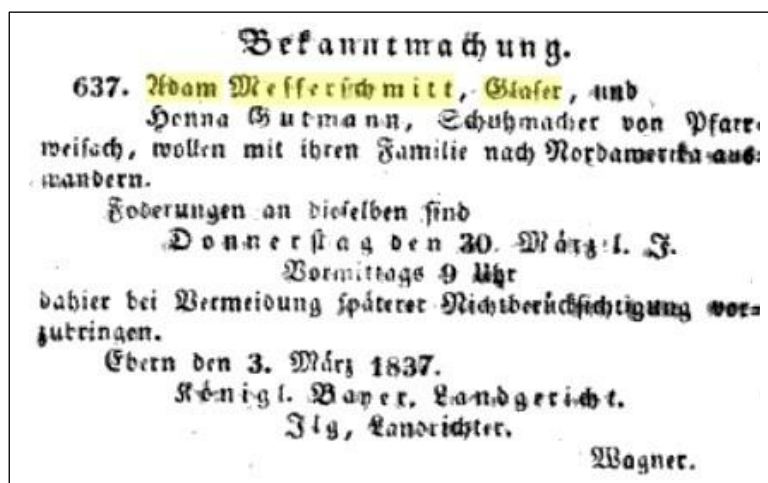 Bekanntmachung.
637. Adam Messerschmitt, Glaser, und
Henna Gutmann, Schuhmacher von Pfarr=
weisach, wollen mit ihren Familie nach Nordamerika aus=
wandern.
Foderungen an dieselben sind
Donnerstag den 30. März l. J.
Vormittags 9 Uhr
dahier bei Vermeidung späterer Nichtberücksichtigung vor=
zubringen.
Ebern den 3. März 1837.
Königl. Bayer. Landgericht.
Ilg, Landrichter.
Wagner.